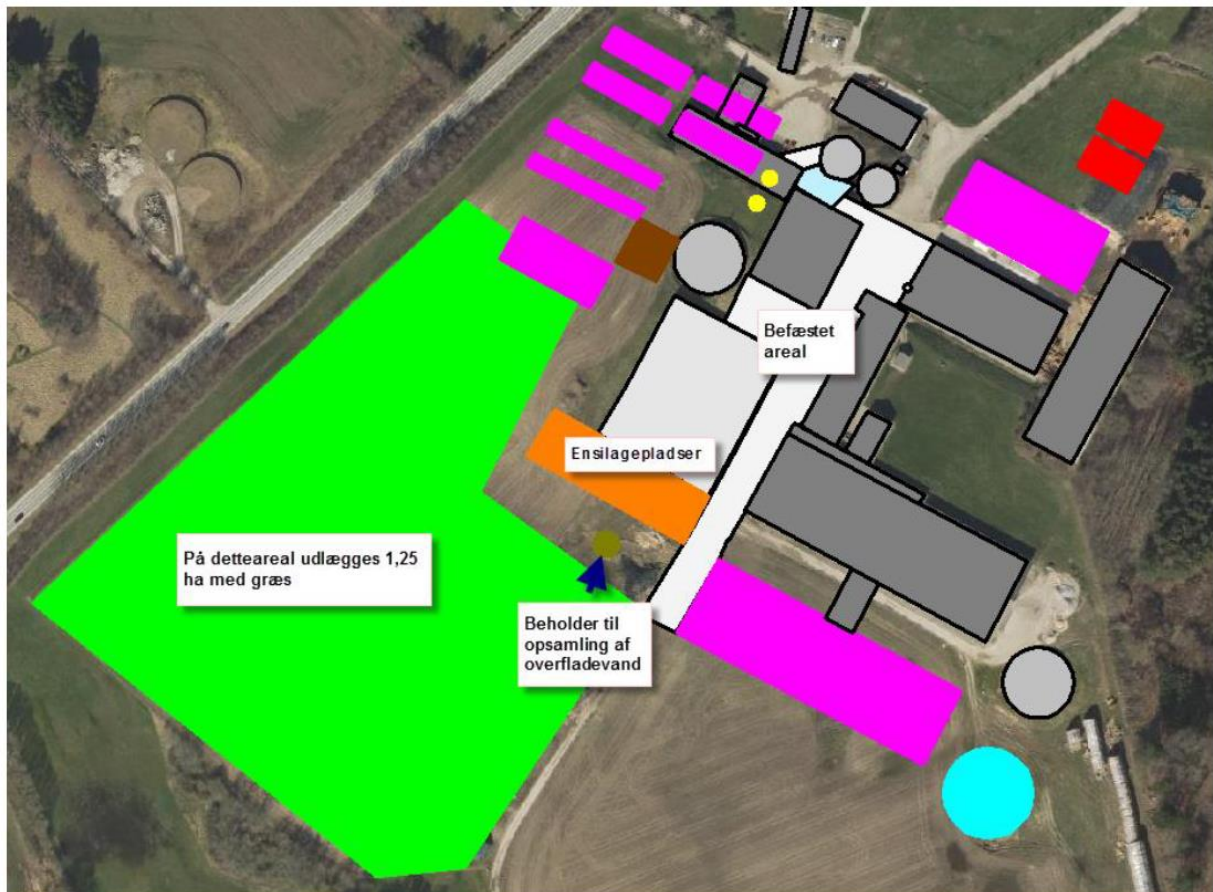 Befæstet
areal
Ensilagepladser
På detteareal udlægges 1,25
ha med græs
Beholder til
opsamling af
overfladevand